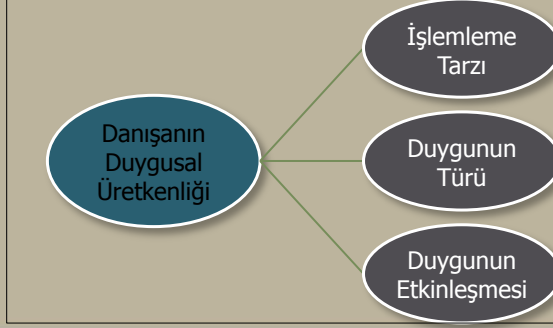 İşlemleme
Tarzı
Danışanın
Duygusal
Üretkenliği
Duygunun
Türü
Duygunun
Etkinleşmesi